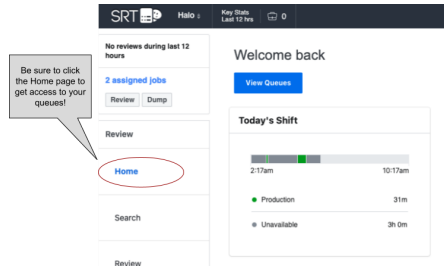 SRT
Halo
Key Stats
Last 12 hrs
0
No reviews during last 12
hours
2 assigned jobs
Review Dump
Review
Home
Search
Review
Be sure to click
the Home page to
get access to your
queues!
Welcome back
View Queues
Today's Shift
2:17am 10:17am
Production 31m
Unavailable 3h 0m